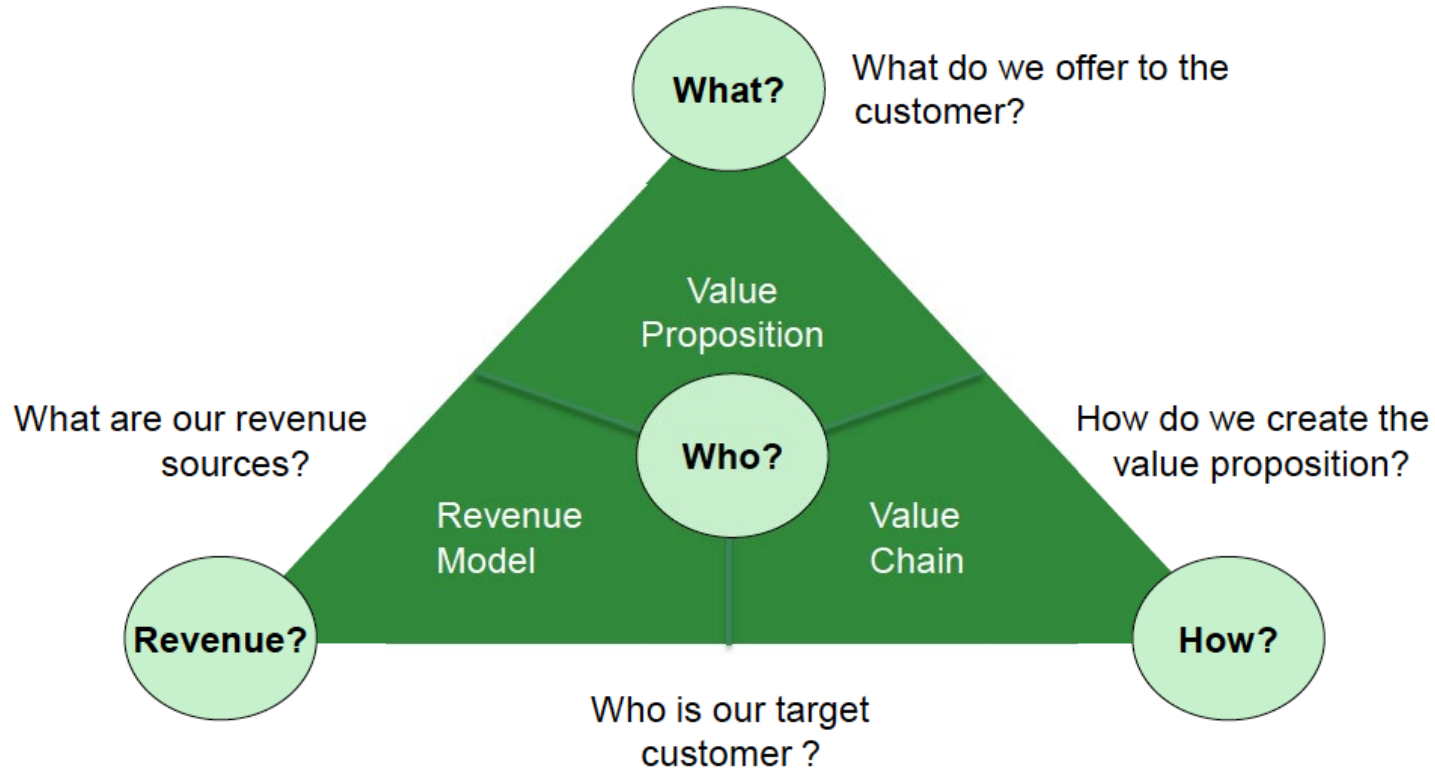 What?
What do we offer to the
customer?
Value
Proposition
What are our revenue
sources?
Who?
How do we create the
value proposition?
Revenue
Model
Value
Chain
Revenue?
How?
Who is our target
customer ?